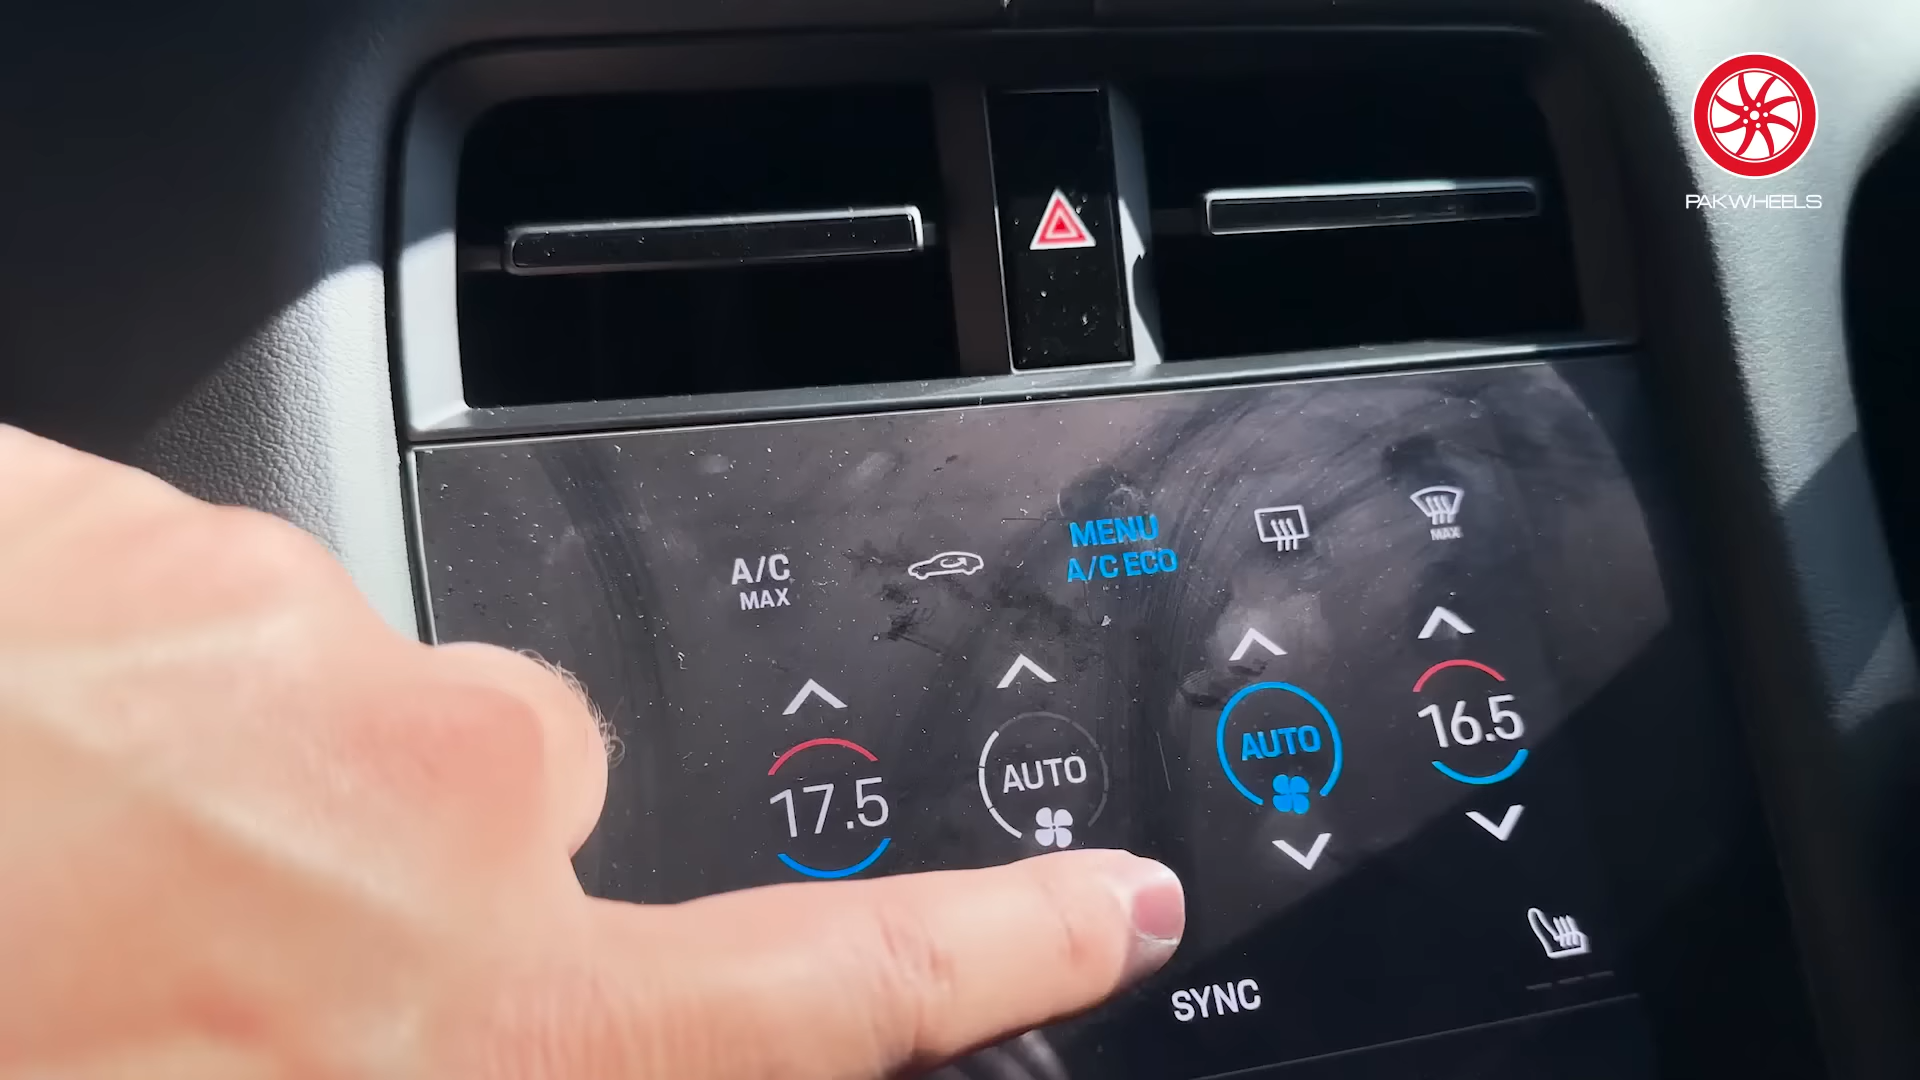 PAKWHEELS
A/C
MAX
MENU
A/C ECO
MAX
17.5
AUTO
AUTO
16.5
SYNC